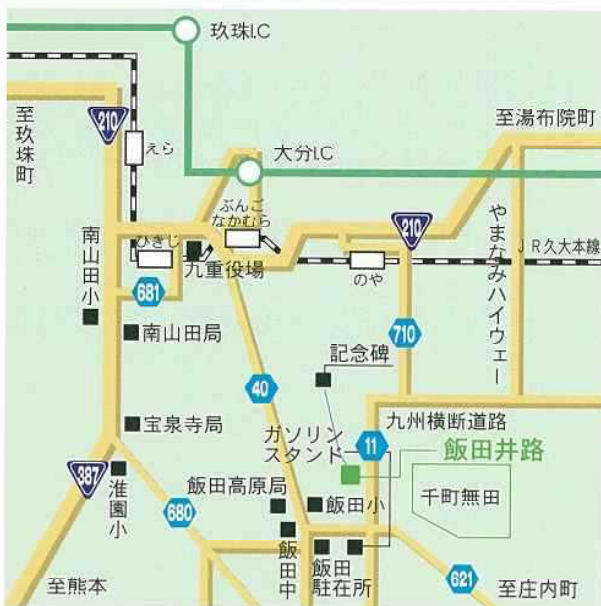 玖珠I.C
至玖珠町
210
えら
大分I.C
至湯布院町
ぶんご
なかむら
ひきじ
九重役場
210
のや
JR久大本線
やまなみハイウェー
南山田小
681
南山田局
710
記念碑
40
宝泉寺局
ガソリン
スタンド
11
九州横断道路
飯田井路
387
淮園小
680
飯田高原局
飯田小
千町無田
飯田中
飯田
駐在所
621
至熊本
至庄内町